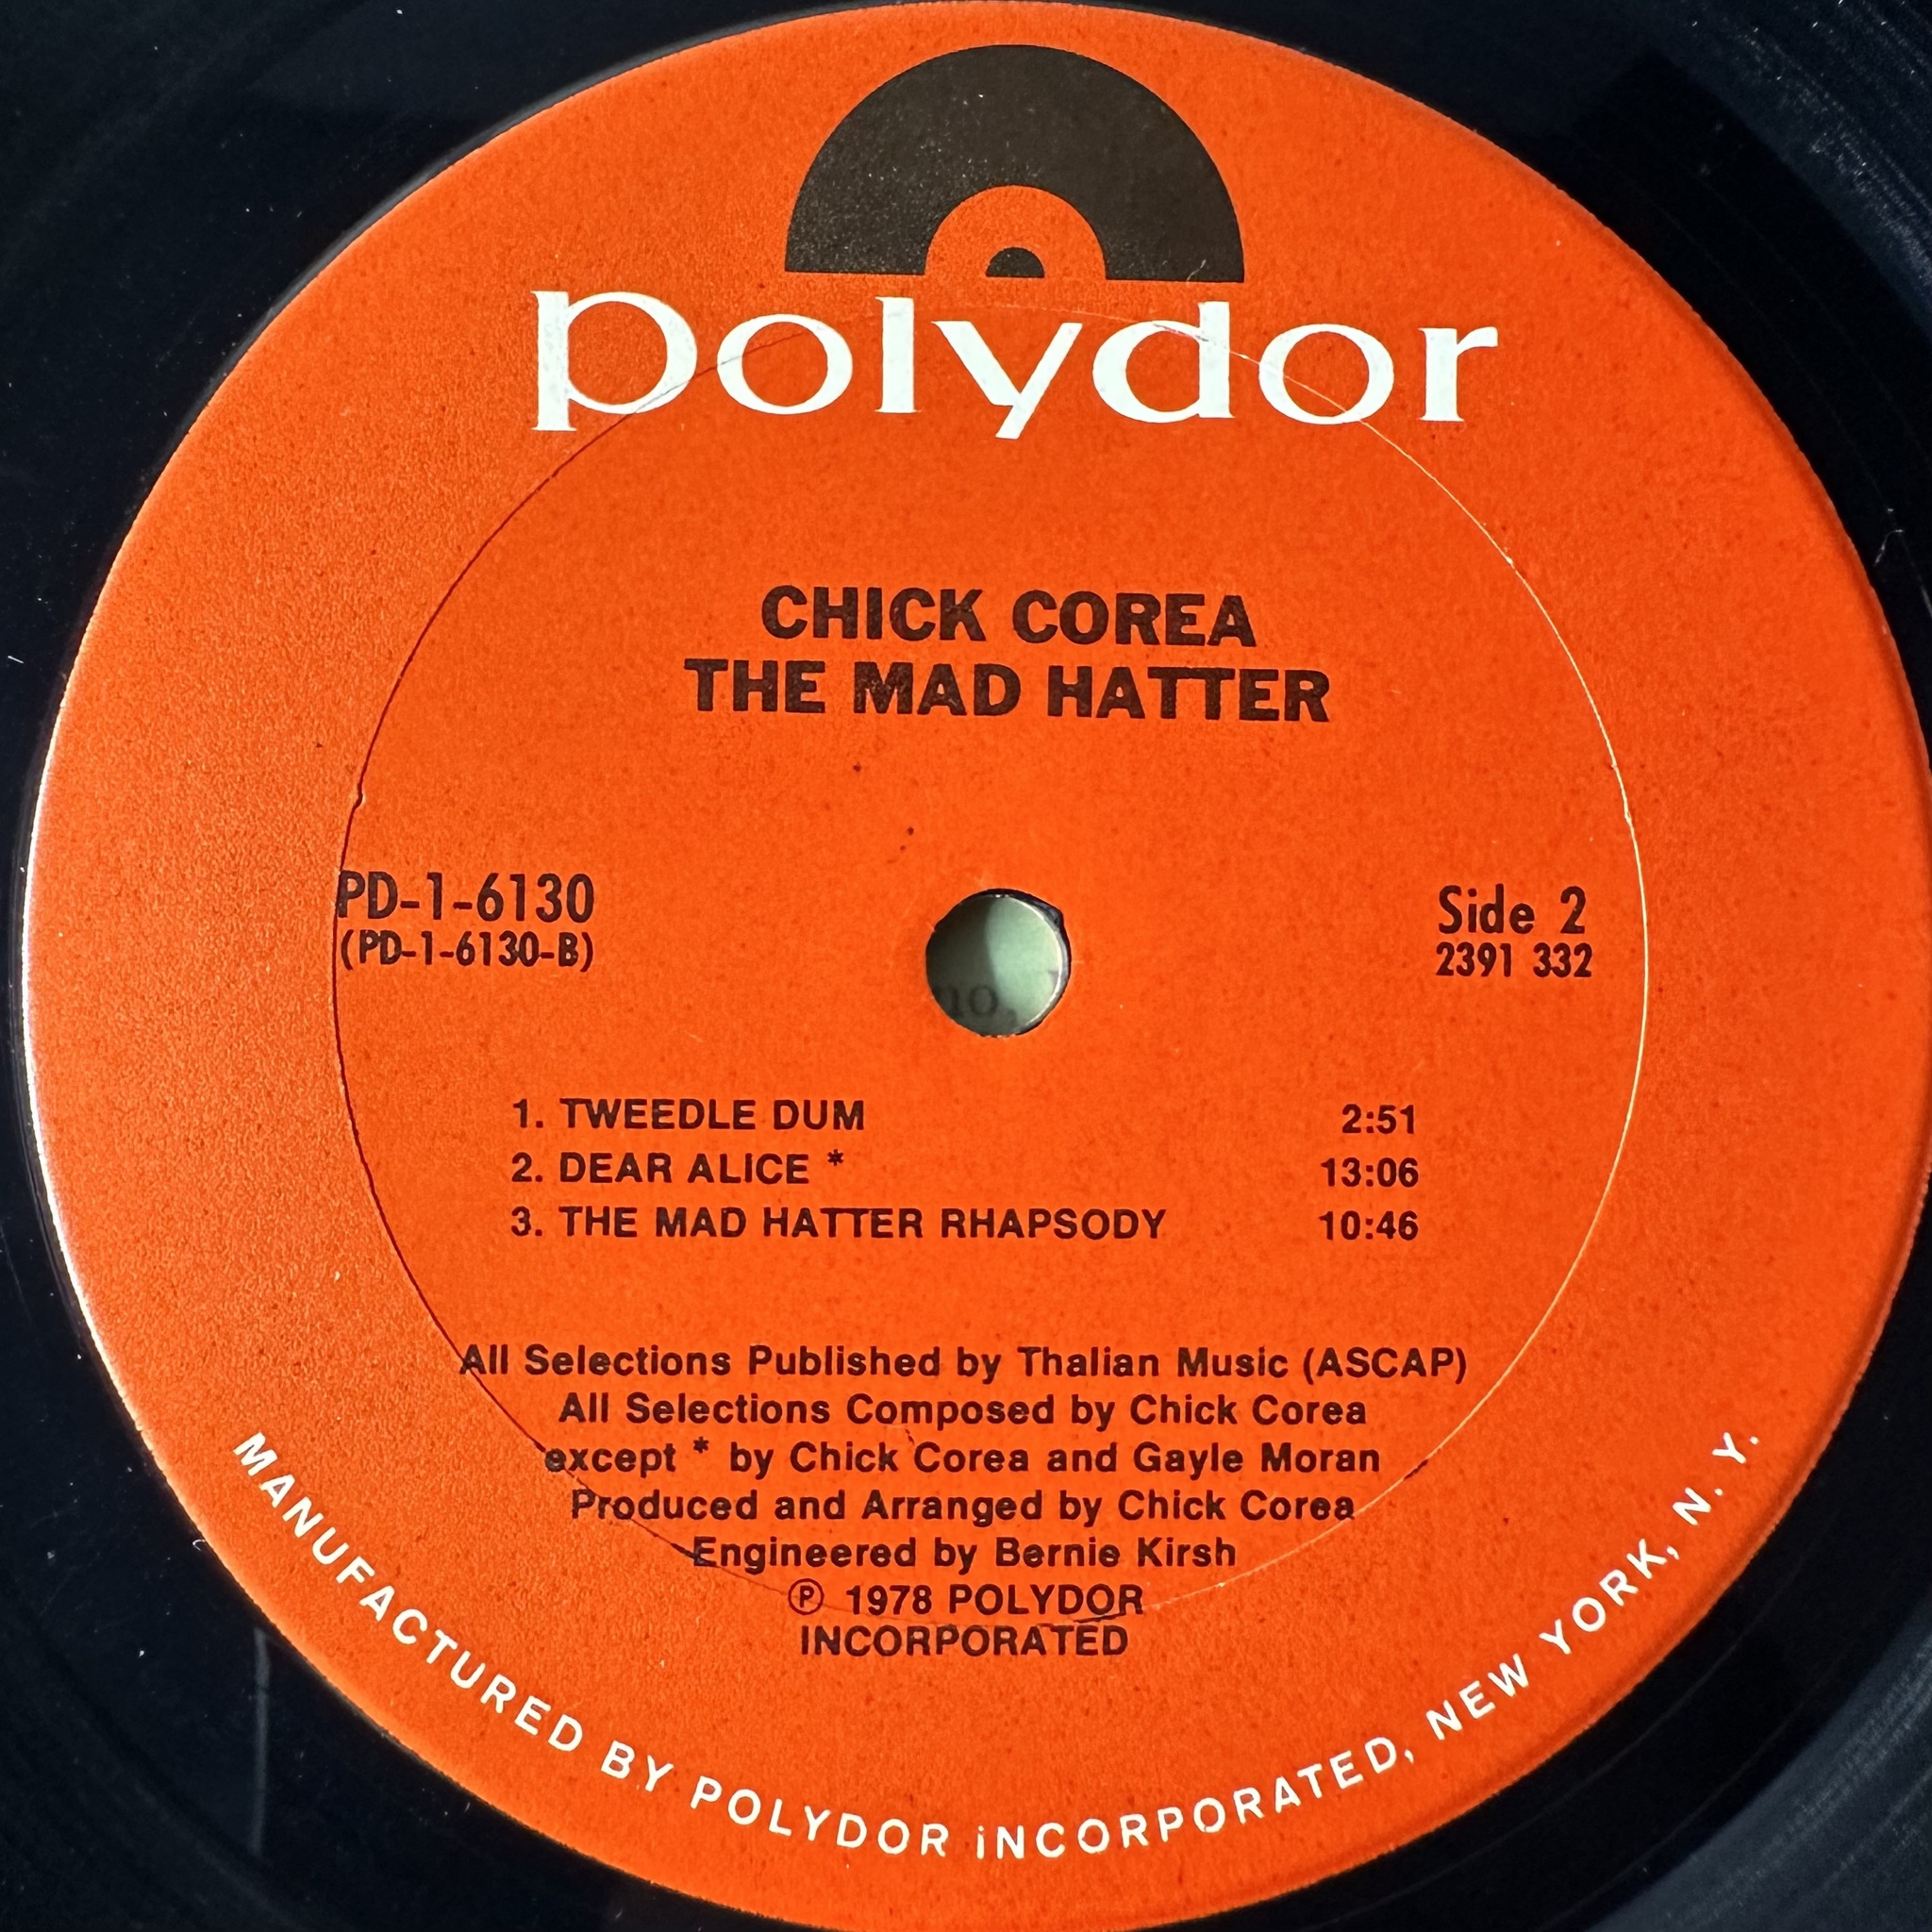 polydor
CHICK COREA
THE MAD HATTER
PD-1-6130
(PD-1-6130-B)
Side 2
2391 332
no.
1. TWEEDLE DUM 2:51
2. DEAR ALICE * 13:06
3. THE MAD HATTER RHAPSODY 10:46
All Selections Published by Thalian Music (ASCAP)
All Selections Composed by Chick Corea
except * by Chick Corea and Gayle Moran
Produced and Arranged by Chick Corea
Engineered by Bernie Kirsh
℗ 1978 POLYDOR
INCORPORATED
MANUFACTURED BY POLYDOR iNCORPORATED, NEW YORK, N. Y.